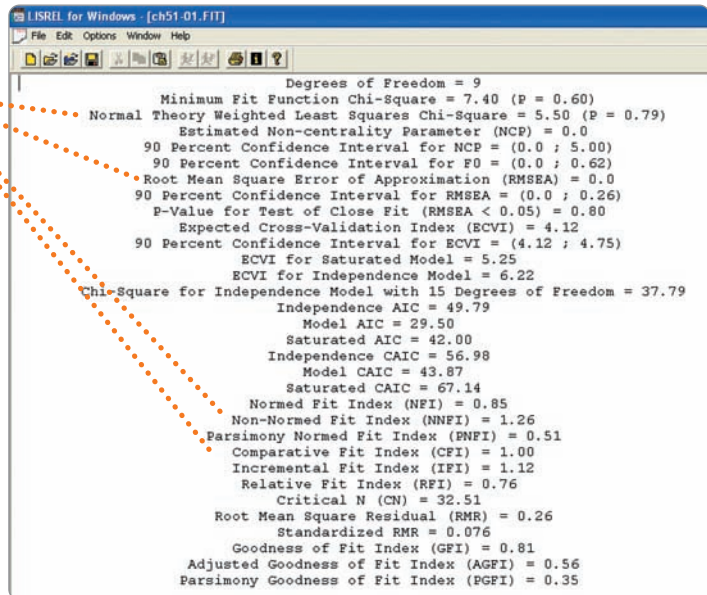 LISREL for Windows - [ch51-01.FIT]
File Edit Options Window Help
Degrees of Freedom = 9
Minimum Fit Function Chi-Square = 7.40 (P = 0.60)
Normal Theory Weighted Least Squares Chi-Square = 5.50 (P = 0.79)
Estimated Non-centrality Parameter (NCP) = 0.0
90 Percent Confidence Interval for NCP = (0.0 ; 5.00)
90 Percent Confidence Interval for F0 = (0.0 ; 0.62)
Root Mean Square Error of Approximation (RMSEA) = 0.0
90 Percent Confidence Interval for RMSEA = (0.0 ; 0.26)
P-Value for Test of Close Fit (RMSEA < 0.05) = 0.80
Expected Cross-Validation Index (ECVI) = 4.12
90 Percent Confidence Interval for ECVI = (4.12 ; 4.75)
ECVI for Saturated Model = 5.25
ECVI for Independence Model = 6.22
Chi-Square for Independence Model with 15 Degrees of Freedom = 37.79
Independence AIC = 49.79
Model AIC = 29.50
Saturated AIC = 42.00
Independence CAIC = 56.98
Model CAIC = 43.87
Saturated CAIC = 67.14
Normed Fit Index (NFI) = 0.85
Non-Normed Fit Index (NNFI) = 1.26
Parsimony Normed Fit Index (PNFI) = 0.51
Comparative Fit Index (CFI) = 1.00
Incremental Fit Index (IFI) = 1.12
Relative Fit Index (RFI) = 0.76
Critical N (CN) = 32.51
Root Mean Square Residual (RMR) = 0.26
Standardized RMR = 0.076
Goodness of Fit Index (GFI) = 0.81
Adjusted Goodness of Fit Index (AGFI) = 0.56
Parsimony Goodness of Fit Index (PGFI) = 0.35